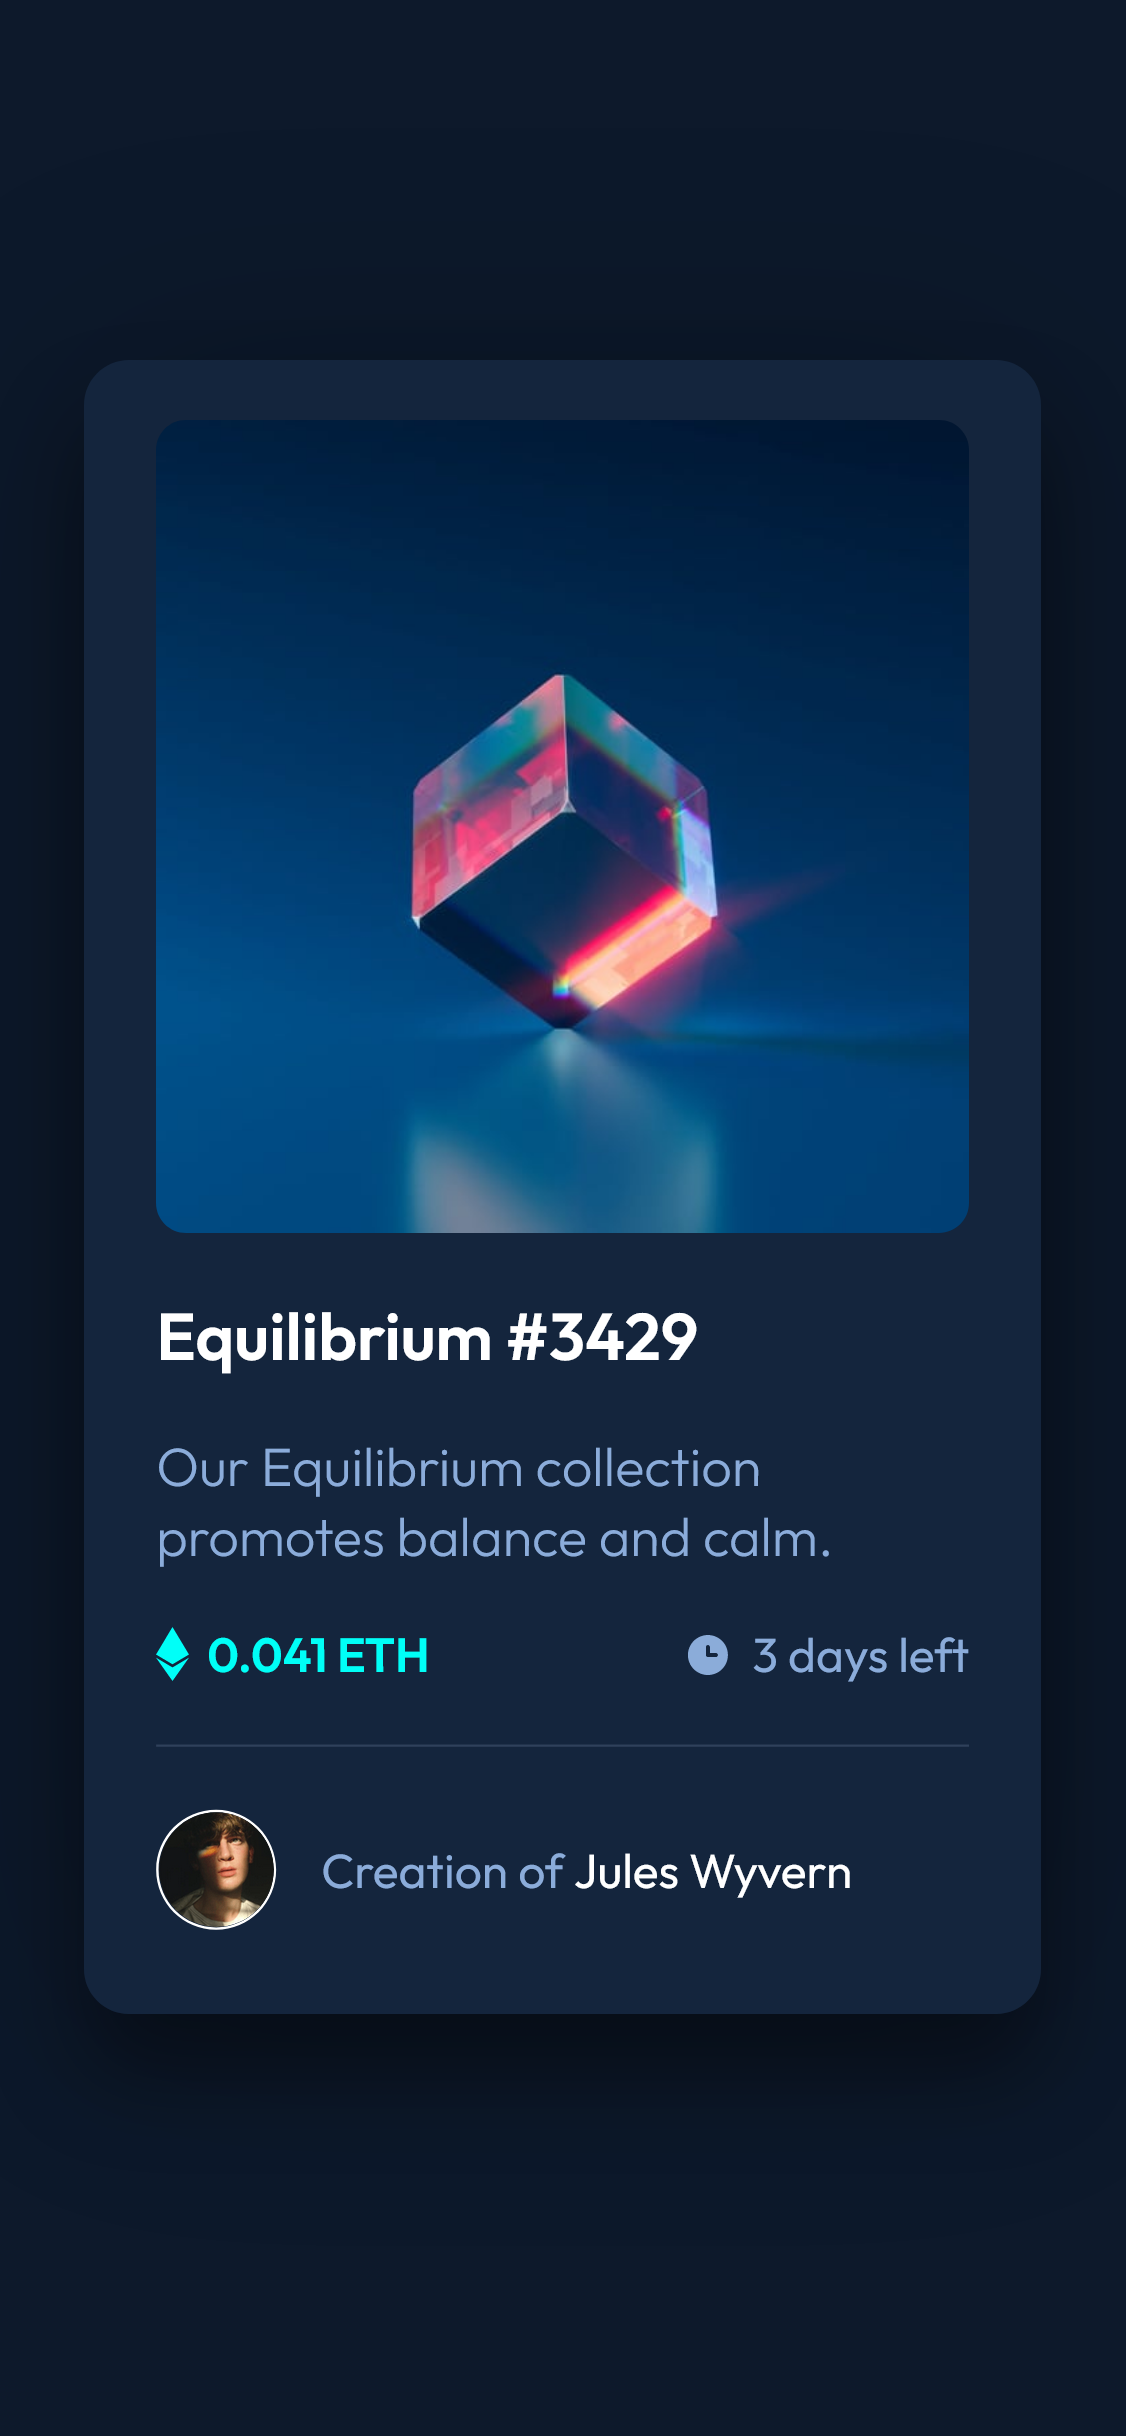 Equilibrium #3429
Our Equilibrium collection
promotes balance and calm.
0.041 ETH
3 days left
Creation of Jules Wyvern